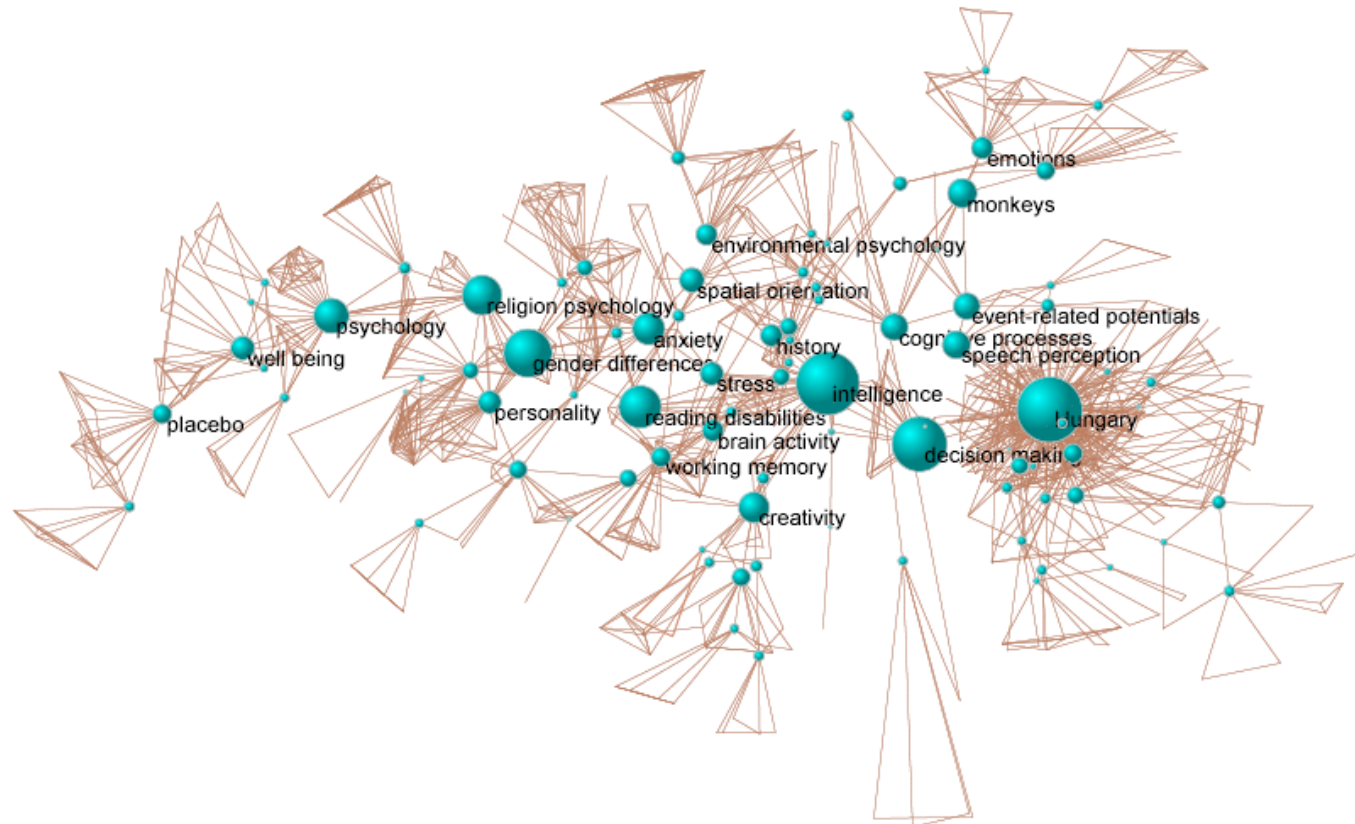 emotions
monkeys
environmental psychology
spatial orientation
religion psychology
psychology
event-related potentials
cognitive processes
anxiety
history
speech perception
well being
gender differences
stress
intelligence
personality
reading disabilities
Hungary
placebo
brain activity
decision making
working memory
creativity